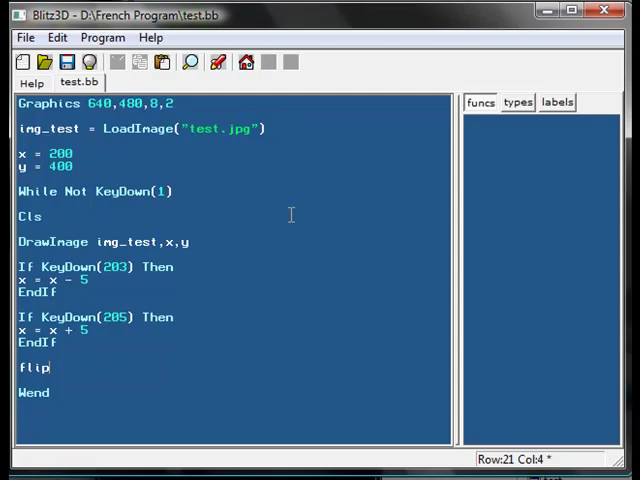 Blitz3D - D:\French Program\test.bb
File Edit Program Help
Help test.bb
funcs types labels
Graphics 640,480,8,2
img_test = LoadImage("test.jpg")
x = 200
y = 400
While Not KeyDown(1)
Cls
DrawImage img_test,x,y
If KeyDown(203) Then
x = x - 5
EndIf
If KeyDown(205) Then
x = x + 5
EndIf
flip
Wend
Row:21 Col:4 *